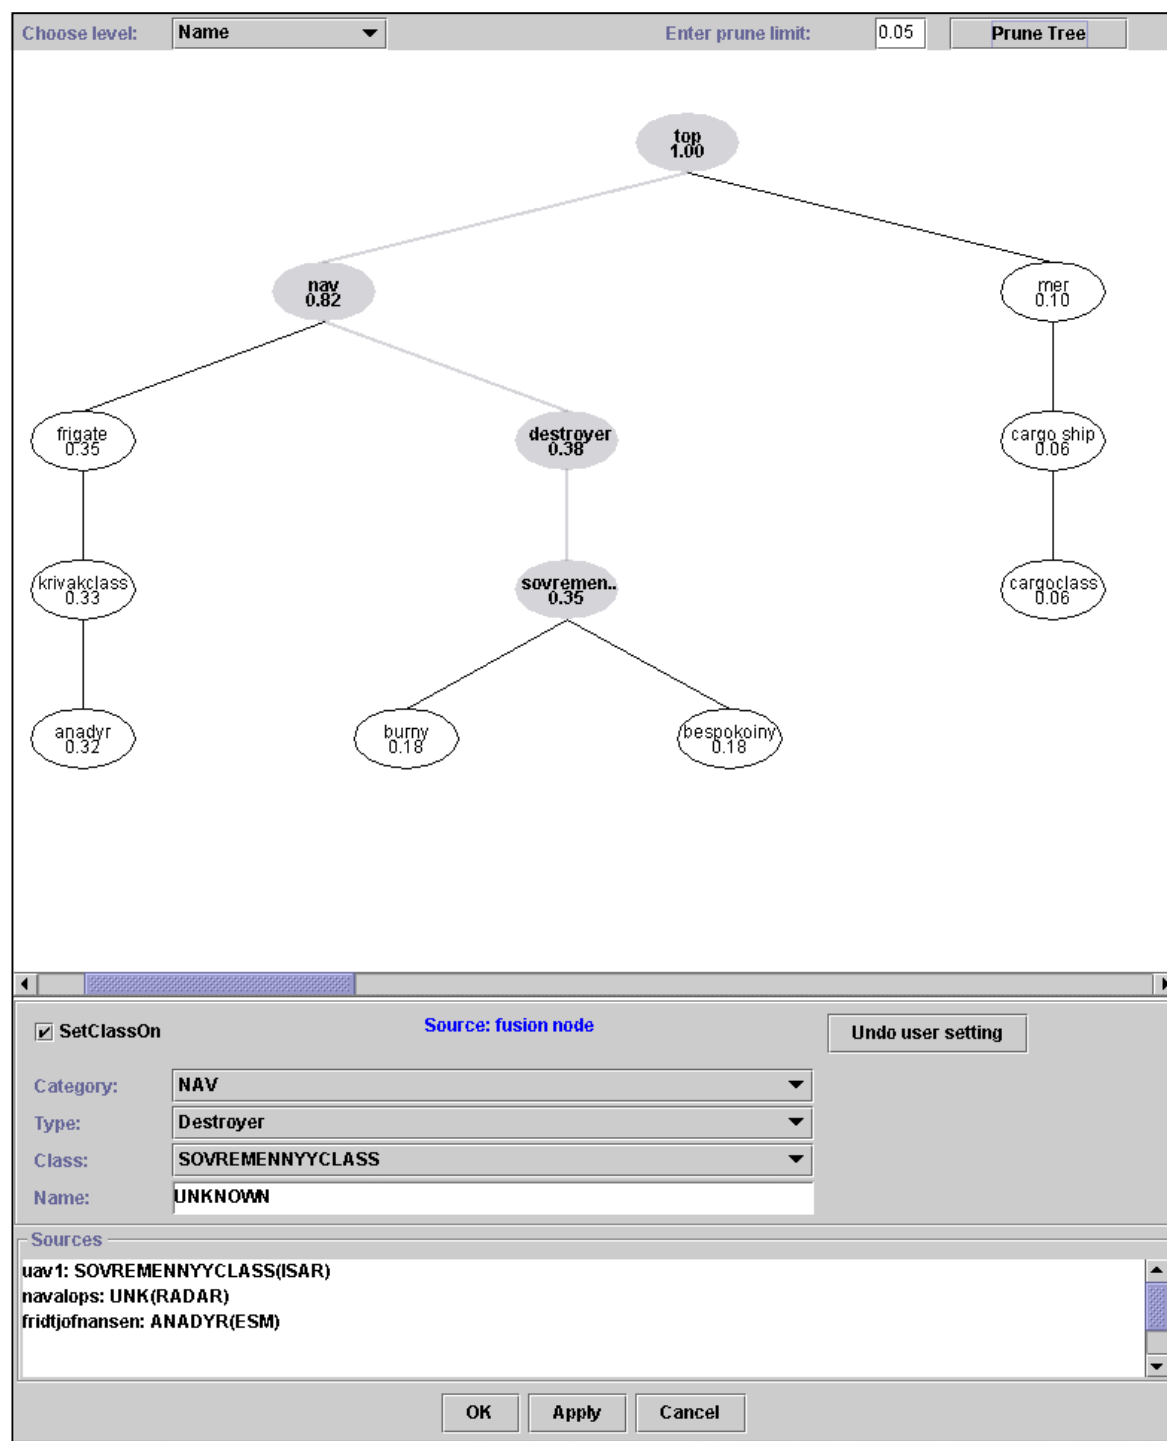 Choose level: Name Enter prune limit: 0.05 Prune Tree
top
1.00
nav
0.82
mer
0.10
frigate
0.35
destroyer
0.38
cargo ship
0.06
krivakclass
0.33
sovremen..
0.35
cargoclass
0.06
anadyr
0.32
burny
0.18
bespokoiny
0.18
SetClassOn Source: fusion node Undo user setting
Category: NAV
Type: Destroyer
Class: SOVREMENNYYCLASS
Name: UNKNOWN
Sources
uav1: SOVREMENNYYCLASS(ISAR)
navalops: UNK(RADAR)
fridtjofnansen: ANADYR(ESM)
OK Apply Cancel